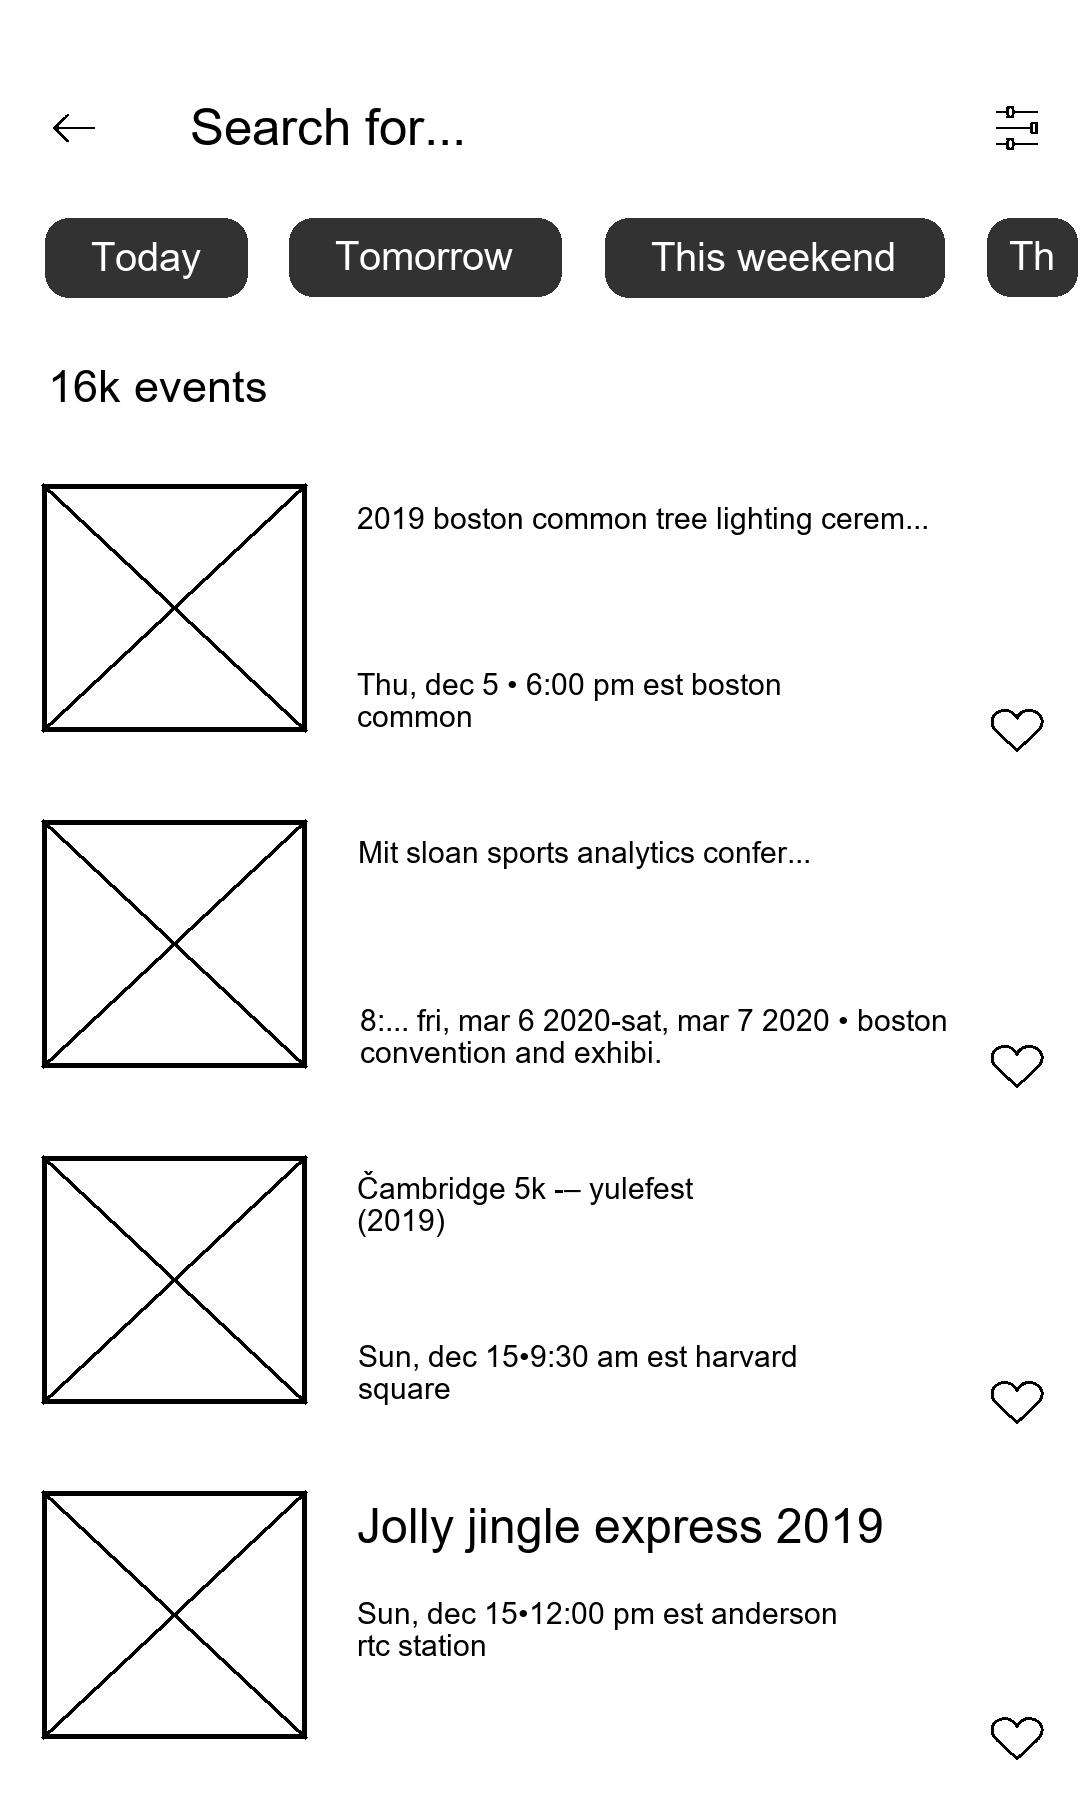 Search for...
Today Tomorrow This weekend Th
16k events
2019 boston common tree lighting cerem...
Thu, dec 5 • 6:00 pm est boston
common
Mit sloan sports analytics confer...
8:... fri, mar 6 2020-sat, mar 7 2020 • boston
convention and exhibi.
Čambridge 5k -– yulefest
(2019)
Sun, dec 15•9:30 am est harvard
square
Jolly jingle express 2019
Sun, dec 15•12:00 pm est anderson
rtc station